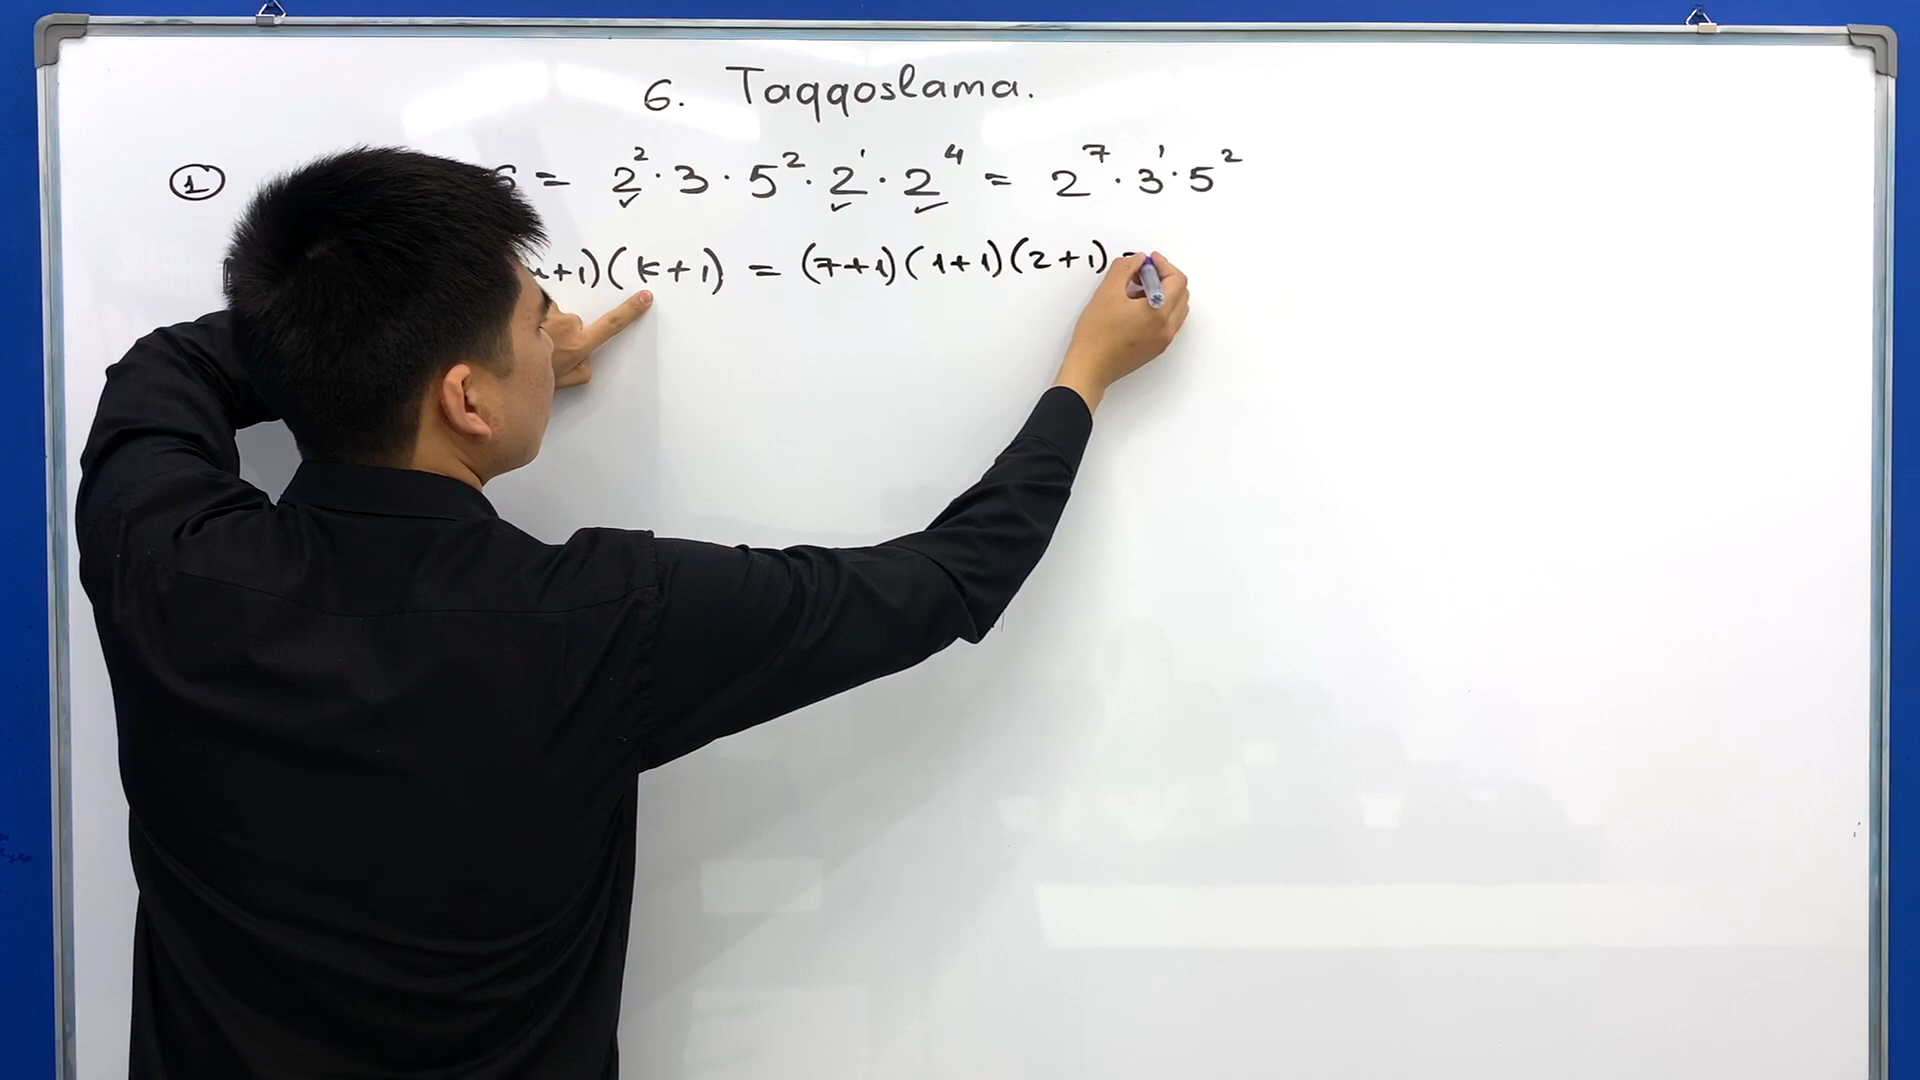 6. Taqqoslama.
1 6 = 2² · 3 · 5² · 2¹ · 2⁴ = 2⁷ · 3¹ · 5²
+1)(k+1) = (7+1)(1+1)(2+1) =